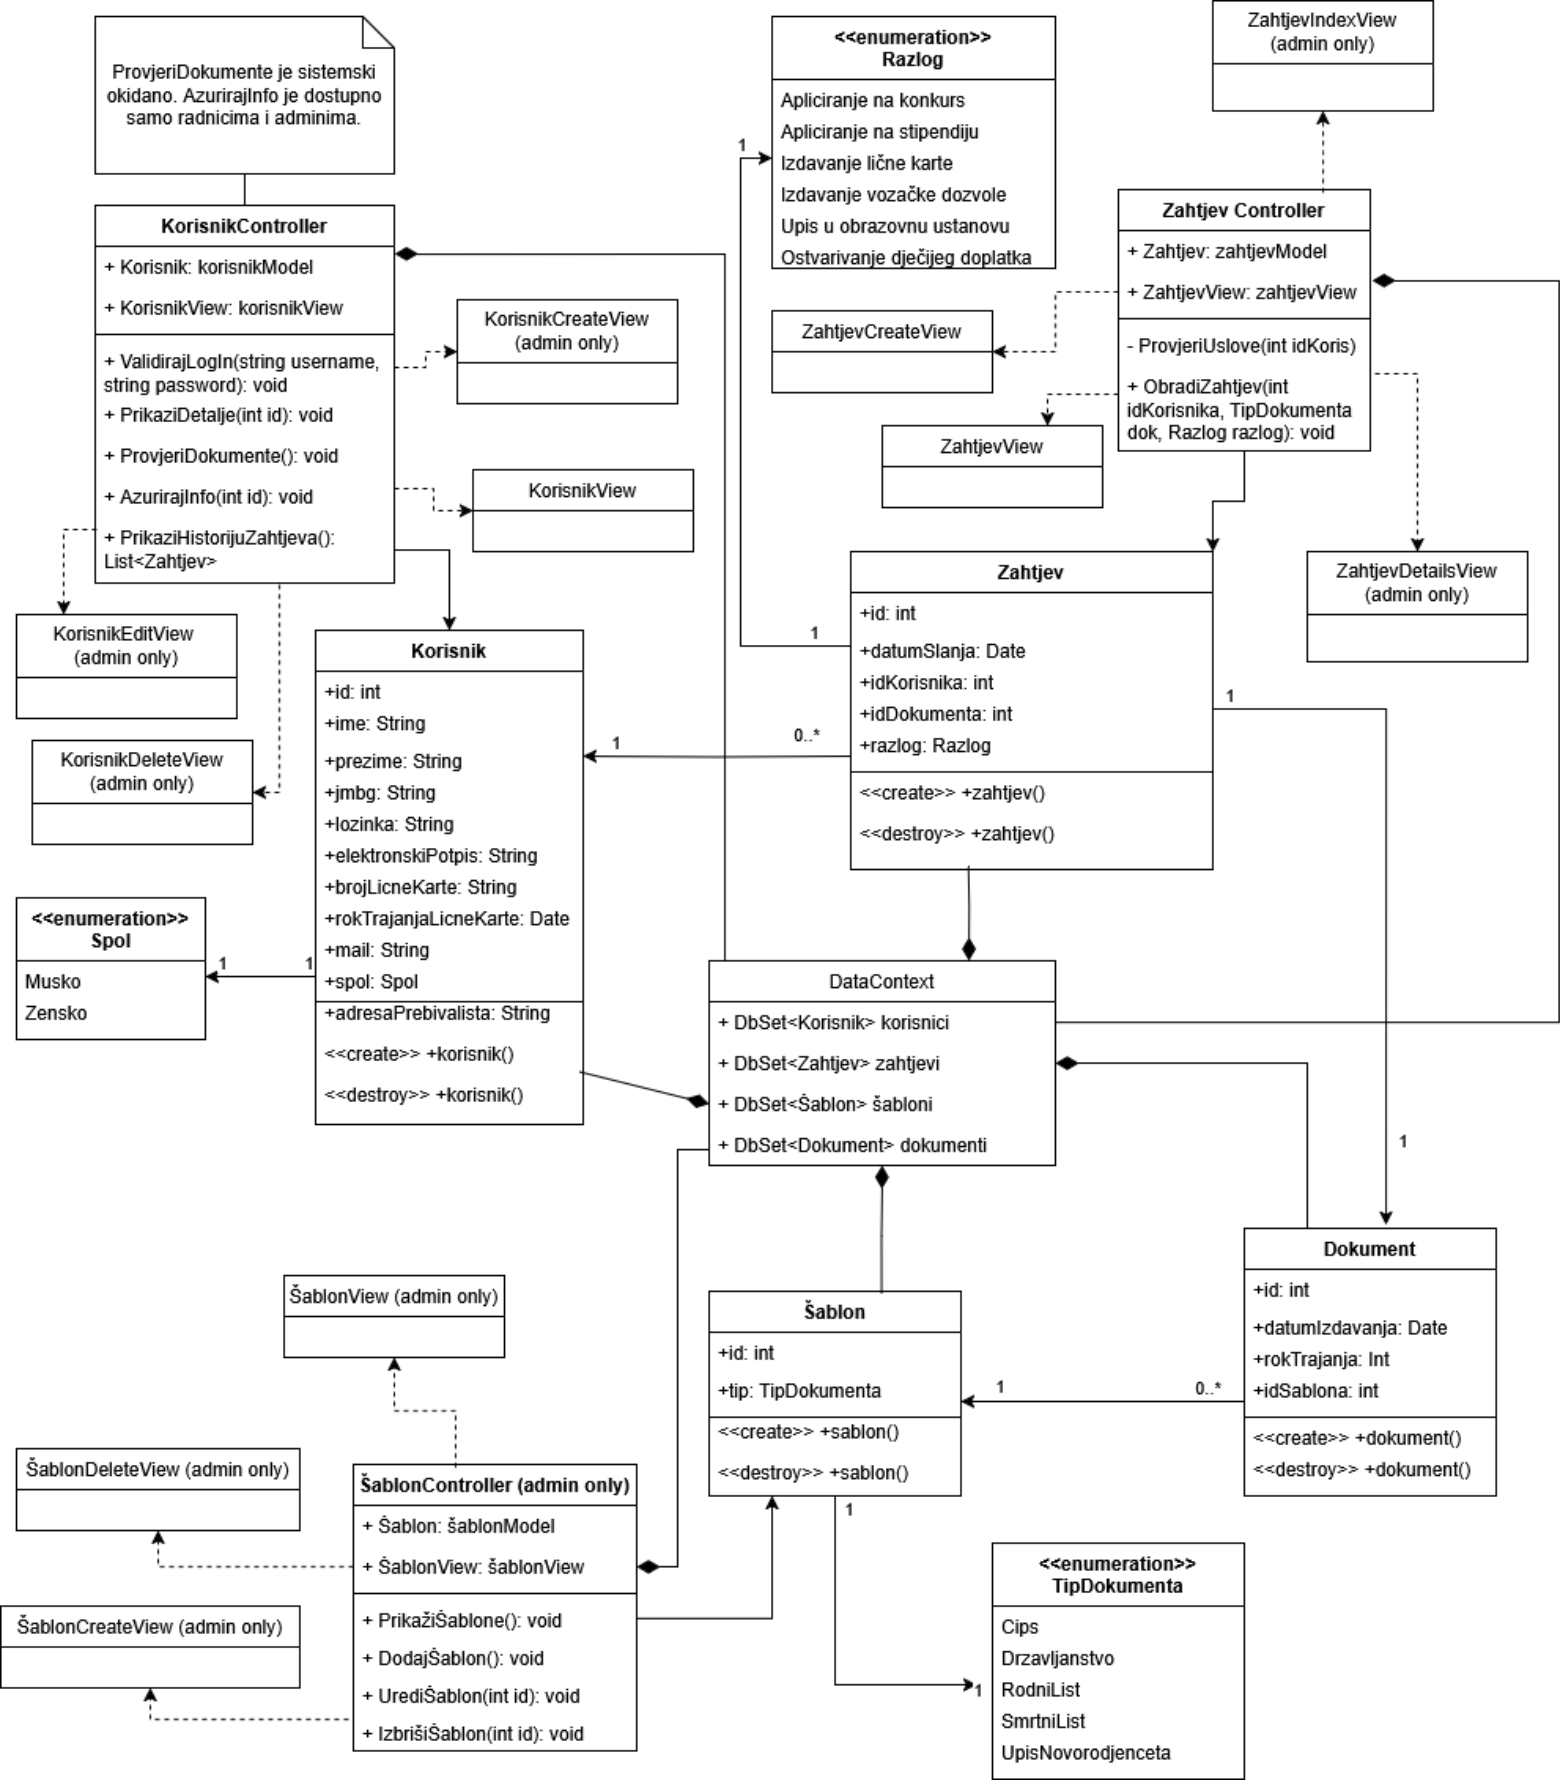 ProvjeriDokumente je sistemski
okidano. AzurirajInfo je dostupno
samo radnicima i adminima.
KorisnikController
+ Korisnik: korisnikModel
+ KorisnikView: korisnikView
+ ValidirajLogIn(string username,
string password): void
+ PrikaziDetalje(int id): void
+ ProvjeriDokumente(): void
+ AzurirajInfo(int id): void
+ PrikaziHistorijuZahtjeva():
List<Zahtjev>
KorisnikCreateView
(admin only)
KorisnikView
KorisnikEditView
(admin only)
KorisnikDeleteView
(admin only)
<<enumeration>>
Razlog
Apliciranje na konkurs
Apliciranje na stipendiju
Izdavanje lične karte
Izdavanje vozačke dozvole
Upis u obrazovnu ustanovu
Ostvarivanje dječijeg doplatka
1
1
ZahtjevIndexView
(admin only)
Zahtjev Controller
+ Zahtjev: zahtjevModel
+ ZahtjevView: zahtjevView
- ProvjeriUslove(int idKoris)
+ ObradiZahtjev(int
idKorisnika, TipDokumenta
dok, Razlog razlog): void
ZahtjevCreateView
ZahtjevView
ZahtjevDetailsView
(admin only)
Zahtjev
+id: int
+datumSlanja: Date
+idKorisnika: int
+idDokumenta: int
+razlog: Razlog
<<create>> +zahtjev()
<<destroy>> +zahtjev()
1
0..*
1
1
Korisnik
+id: int
+ime: String
+prezime: String
+jmbg: String
+lozinka: String
+elektronskiPotpis: String
+brojLicneKarte: String
+rokTrajanjaLicneKarte: Date
+mail: String
+spol: Spol
+adresaPrebivalista: String
<<create>> +korisnik()
<<destroy>> +korisnik()
<<enumeration>>
Spol
Musko
Zensko
1
1
DataContext
+ DbSet<Korisnik> korisnici
+ DbSet<Zahtjev> zahtjevi
+ DbSet<Šablon> šabloni
+ DbSet<Dokument> dokumenti
Dokument
+id: int
+datumIzdavanja: Date
+rokTrajanja: Int
+idSablona: int
<<create>> +dokument()
<<destroy>> +dokument()
1
0..*
Šablon
+id: int
+tip: TipDokumenta
<<create>> +sablon()
<<destroy>> +sablon()
1
1
ŠablonView (admin only)
ŠablonDeleteView (admin only)
ŠablonCreateView (admin only)
ŠablonController (admin only)
+ Šablon: šablonModel
+ ŠablonView: šablonView
+ PrikažiŠablone(): void
+ DodajŠablon(): void
+ UrediŠablon(int id): void
+ IzbrišiŠablon(int id): void
<<enumeration>>
TipDokumenta
Cips
Drzavljanstvo
RodniList
SmrtniList
UpisNovorodjenceta